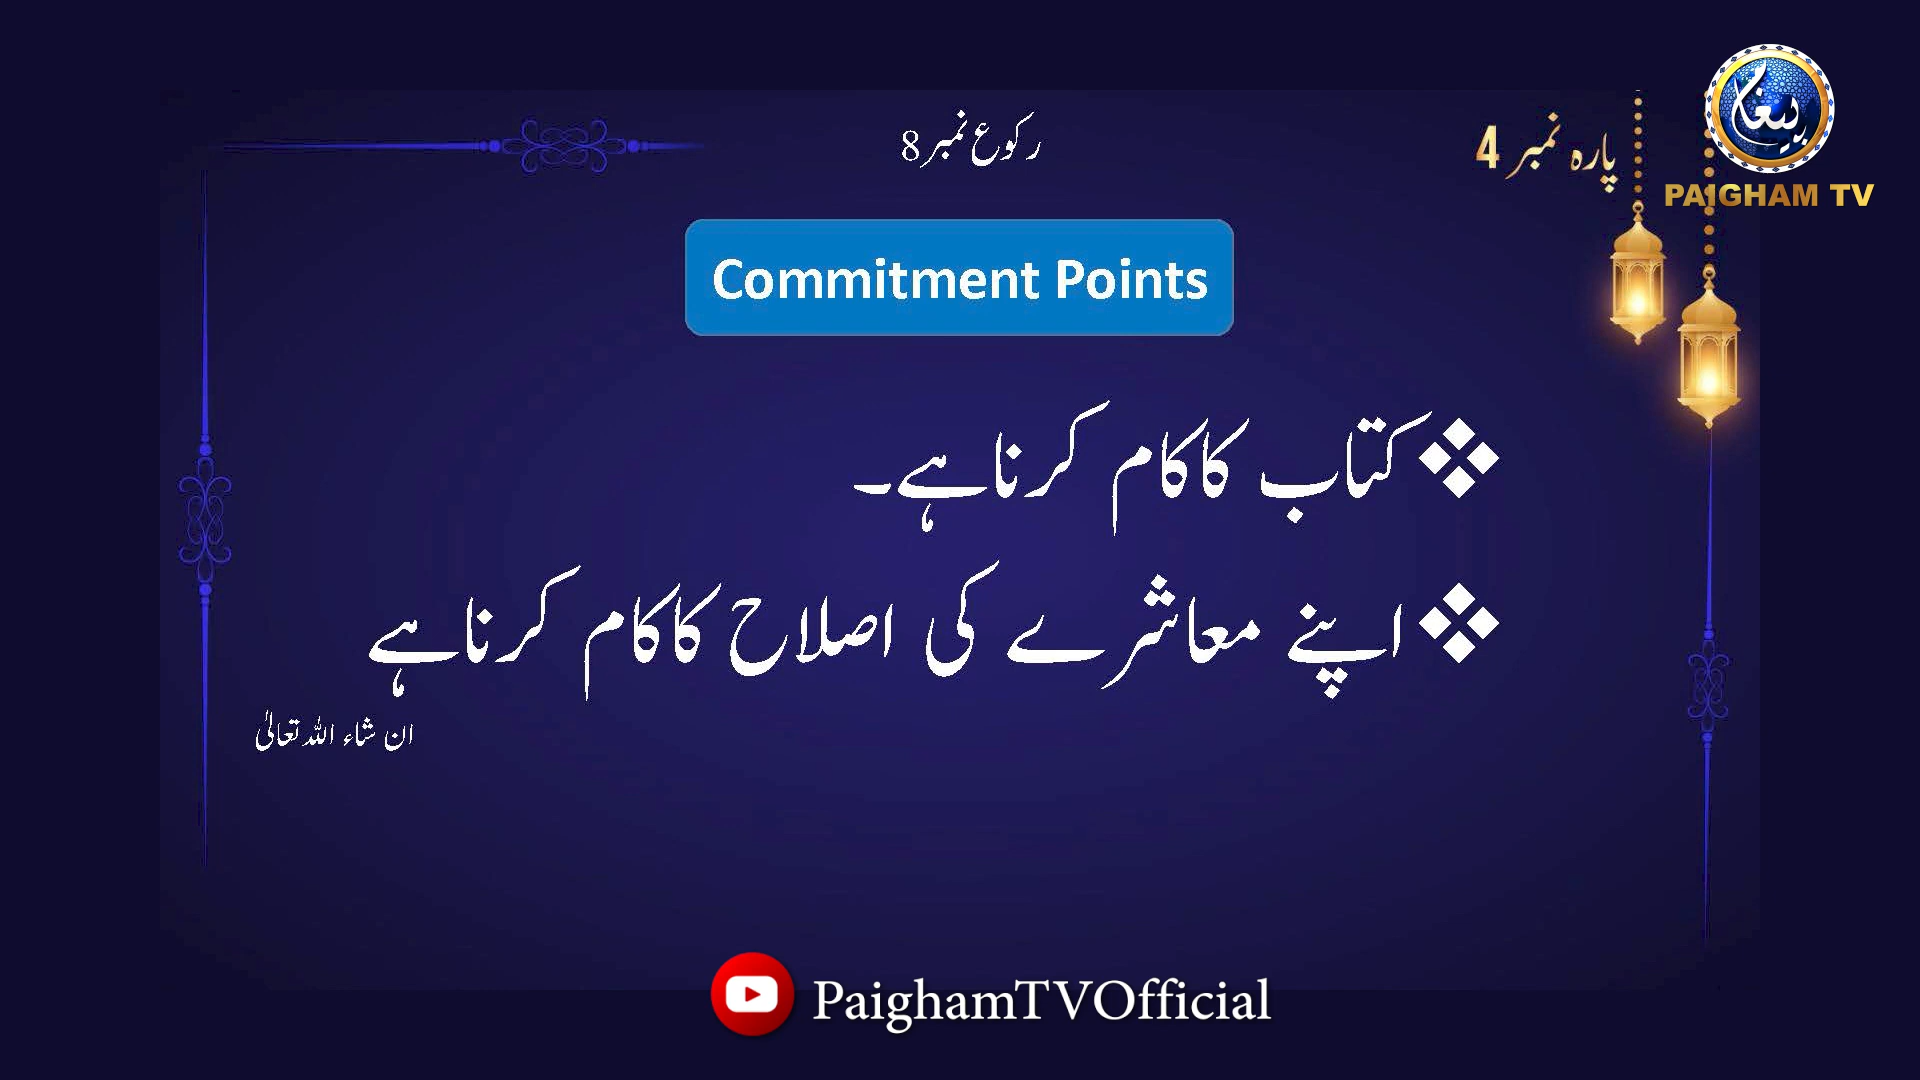 پیغام
PAIGHAM TV
پارہ نمبر 4
رکوع نمبر 8
Commitment Points
❖کتاب کا کام کرنا ہے۔
❖اپنے معاشرے کی اصلاح کا کام کرنا ہے
ان شاء اللہ تعالیٰ
PaighamTVOfficial